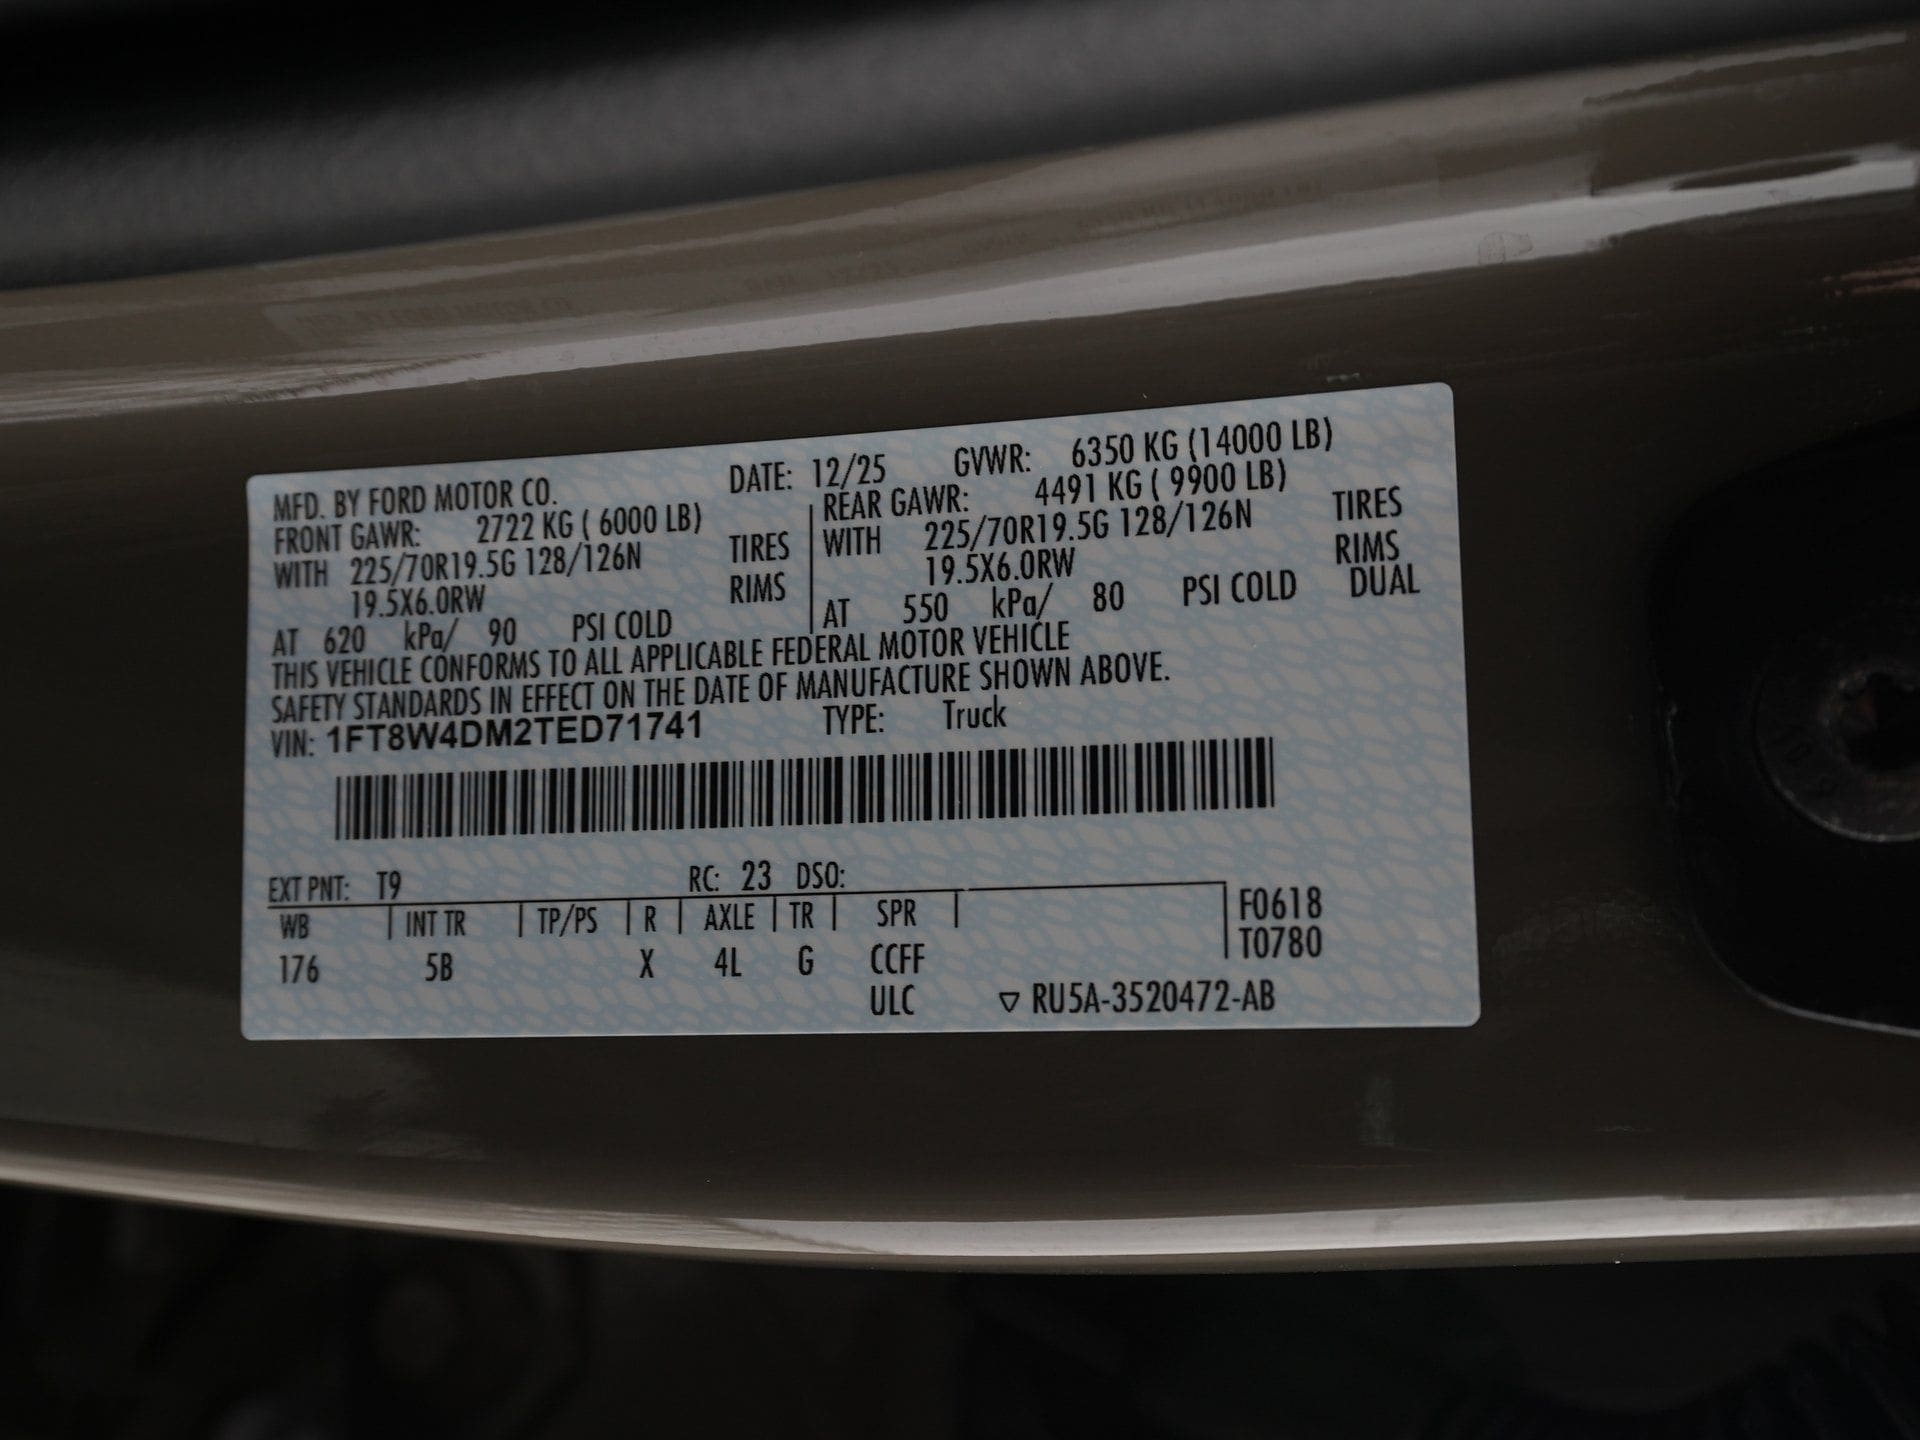 MFD. BY FORD MOTOR CO. DATE: 12/25 GVWR: 6350 KG (14000 LB)
FRONT GAWR: 2722 KG ( 6000 LB) REAR GAWR: 4491 KG ( 9900 LB)
WITH 225/70R19.5G 128/126N TIRES WITH 225/70R19.5G 128/126N TIRES
19.5X6.0RW RIMS 19.5X6.0RW RIMS
AT 620 kPa/ 90 PSI COLD AT 550 kPa/ 80 PSI COLD DUAL
THIS VEHICLE CONFORMS TO ALL APPLICABLE FEDERAL MOTOR VEHICLE
SAFETY STANDARDS IN EFFECT ON THE DATE OF MANUFACTURE SHOWN ABOVE.
VIN: 1FT8W4DM2TED71741 TYPE: Truck
EXT PNT: T9 RC: 23 DSO:
WB INT TR TP/PS R AXLE TR SPR F0618
T0780
176 5B X 4L G CCFF
ULC ▽ RU5A-3520472-AB